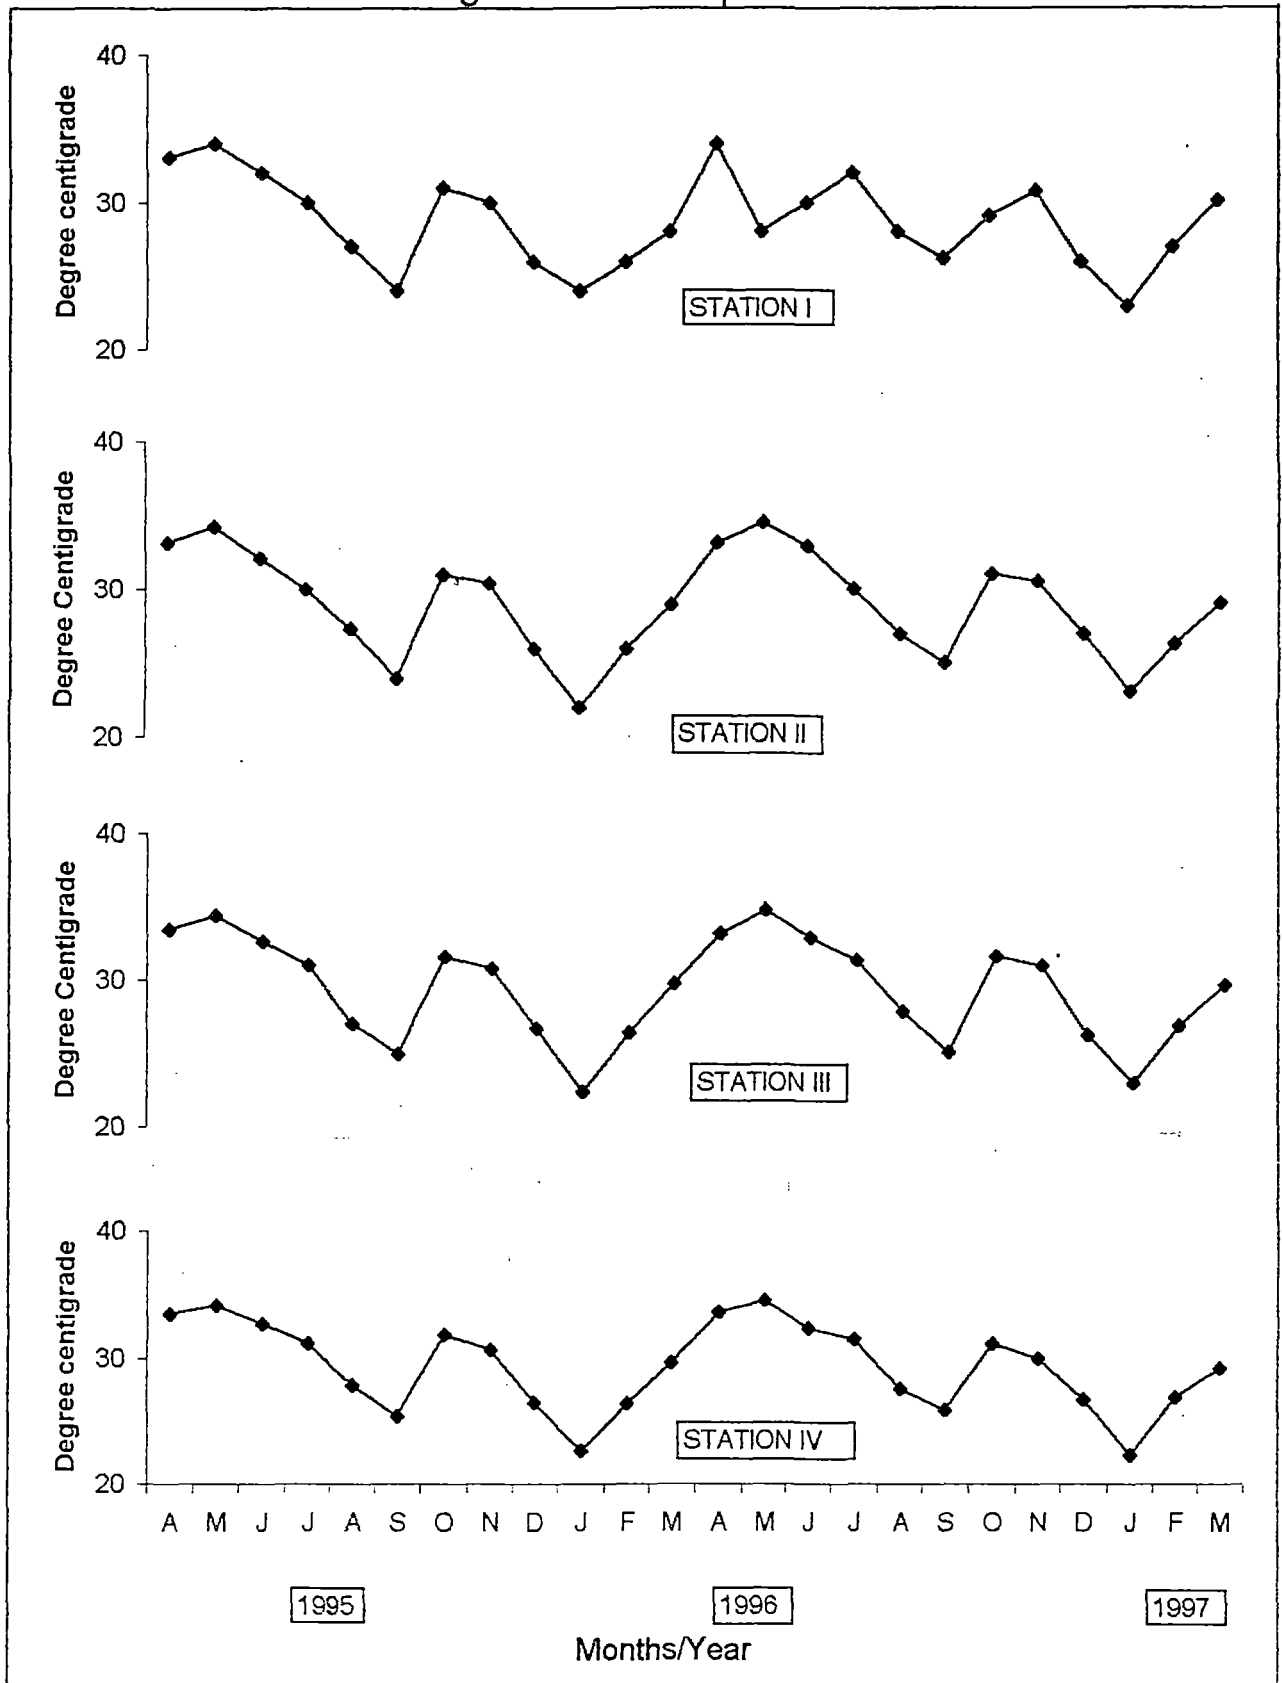 40
Degree centigrade
30
STATION I
20
40
Degree Centigrade
30
STATION II
20
40
Degree Centigrade
30
STATION III
20
40
Degree centigrade
30
STATION IV
20
A M J J A S O N D J F M A M J J A S O N D J F M
1995 1996 1997
Months/Year